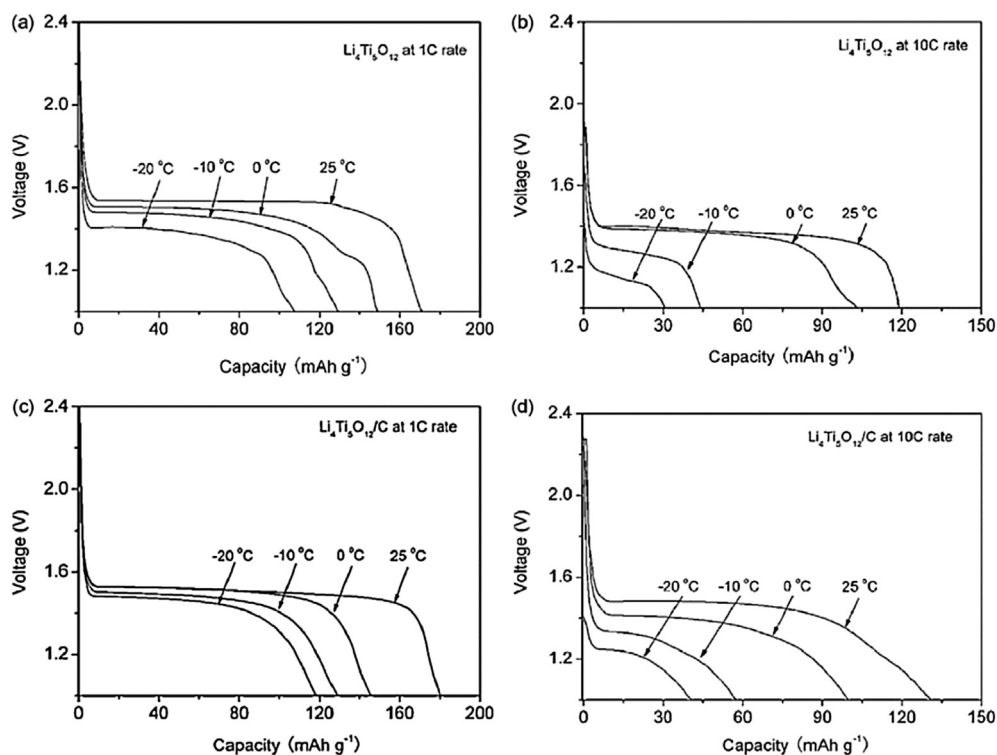 (a)
Li₄Ti₅O₁₂ at 1C rate
2.4
2.0
1.6
1.2
Voltage (V)
-20 °C
-10 °C
0 °C
25 °C
0 40 80 120 160 200
Capacity (mAh g⁻¹)
(b)
Li₄Ti₅O₁₂ at 10C rate
2.4
2.0
1.6
1.2
Voltage (V)
-20 °C
-10 °C
0 °C
25 °C
0 30 60 90 120 150
Capacity (mAh g⁻¹)
(c)
Li₄Ti₅O₁₂/C at 1C rate
2.4
2.0
1.6
1.2
Voltage (V)
-20 °C
-10 °C
0 °C
25 °C
0 40 80 120 160 200
Capacity (mAh g⁻¹)
(d)
Li₄Ti₅O₁₂/C at 10C rate
2.4
2.0
1.6
1.2
Voltage (V)
-20 °C
-10 °C
0 °C
25 °C
0 30 60 90 120 150
Capacity (mAh g⁻¹)